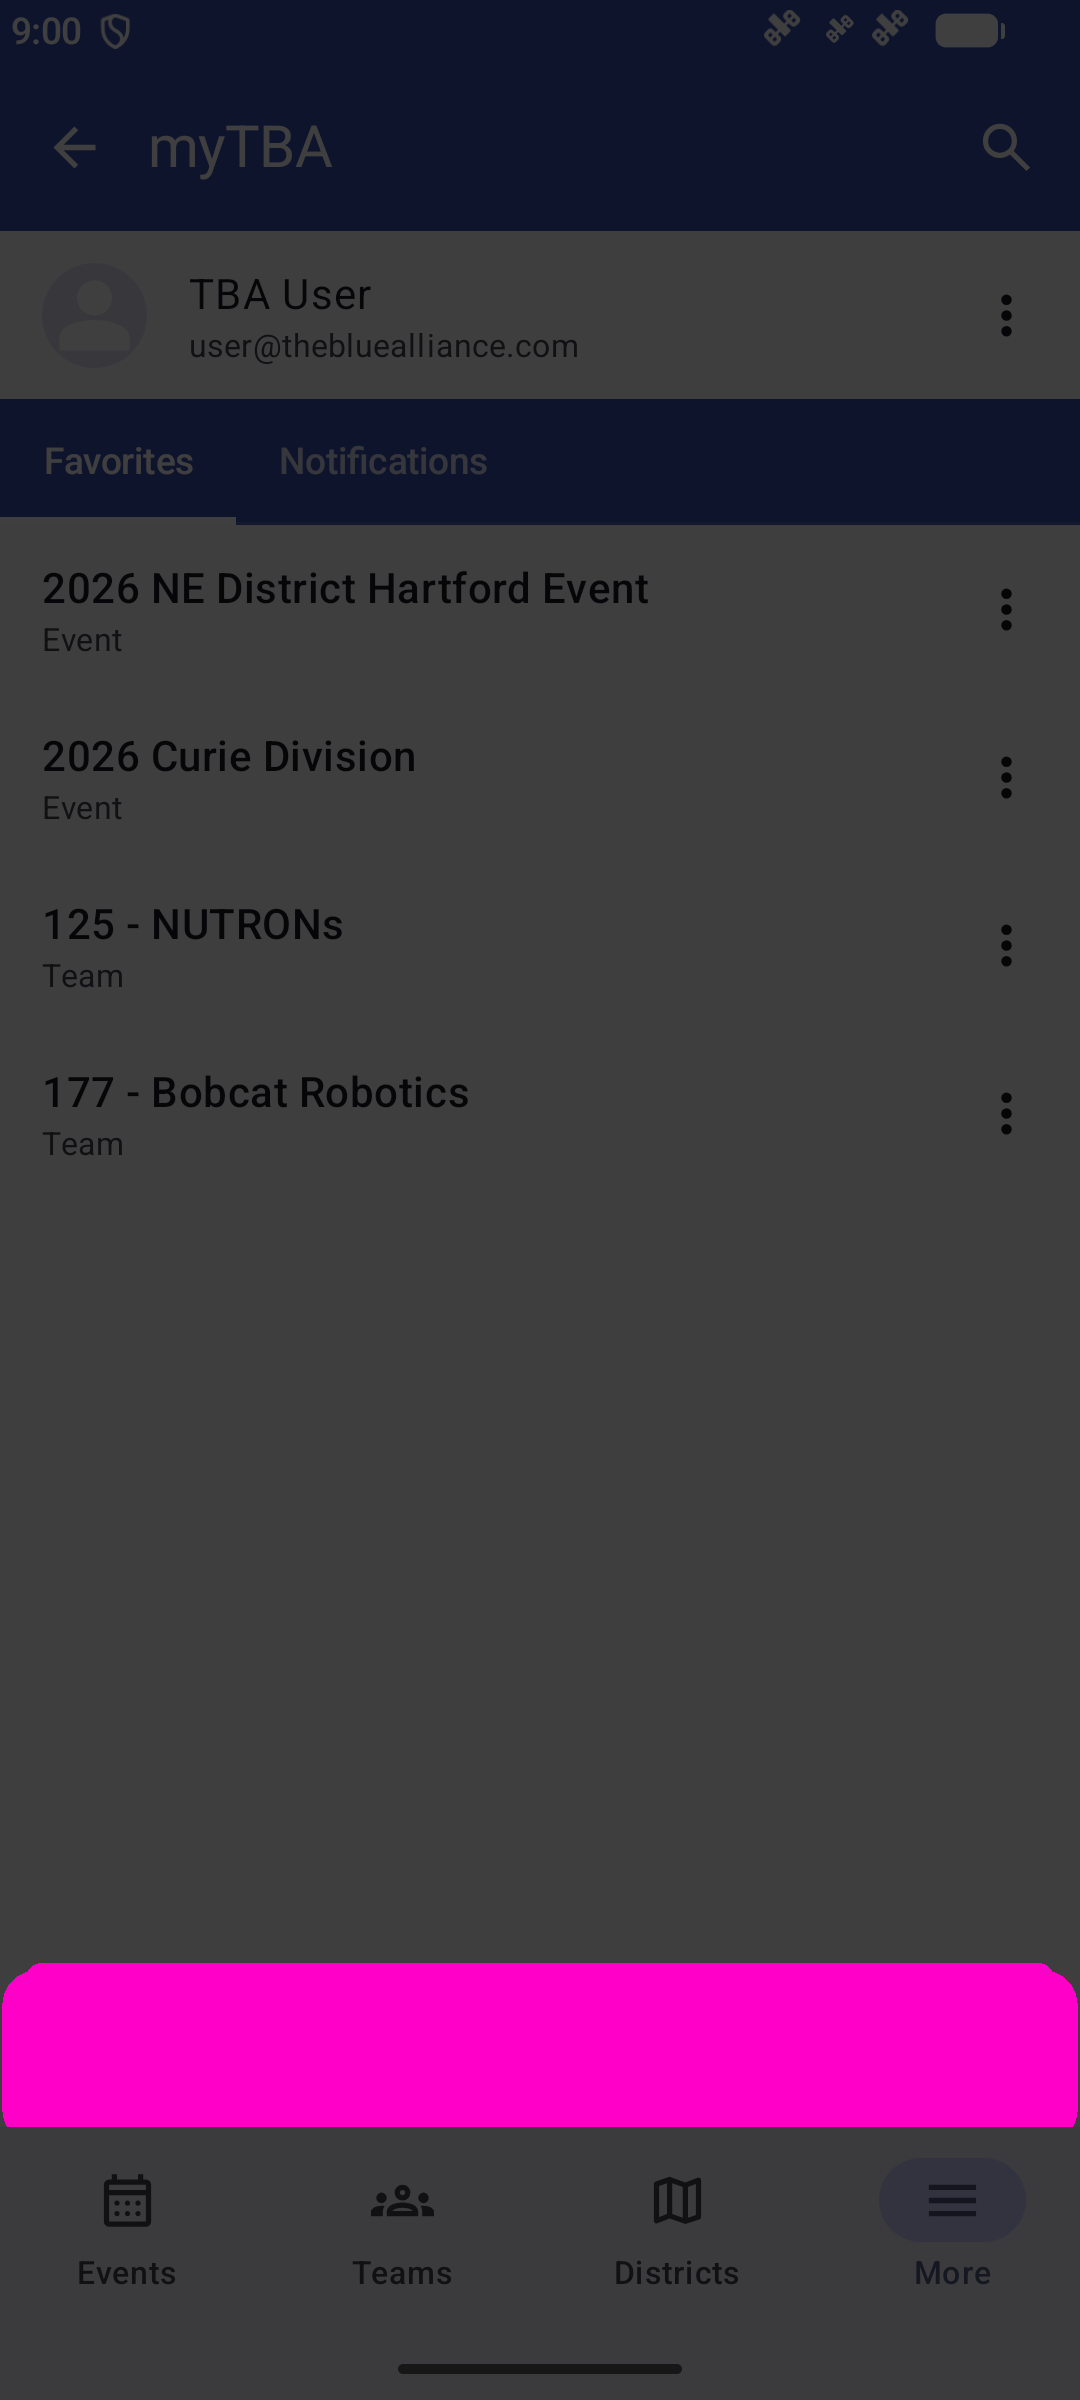 9:00
myTBA
TBA User
user@thebluealliance.com
Favorites
Notifications
2026 NE District Hartford Event
Event
2026 Curie Division
Event
125 - NUTRONs
Team
177 - Bobcat Robotics
Team
Events
Teams
Districts
More